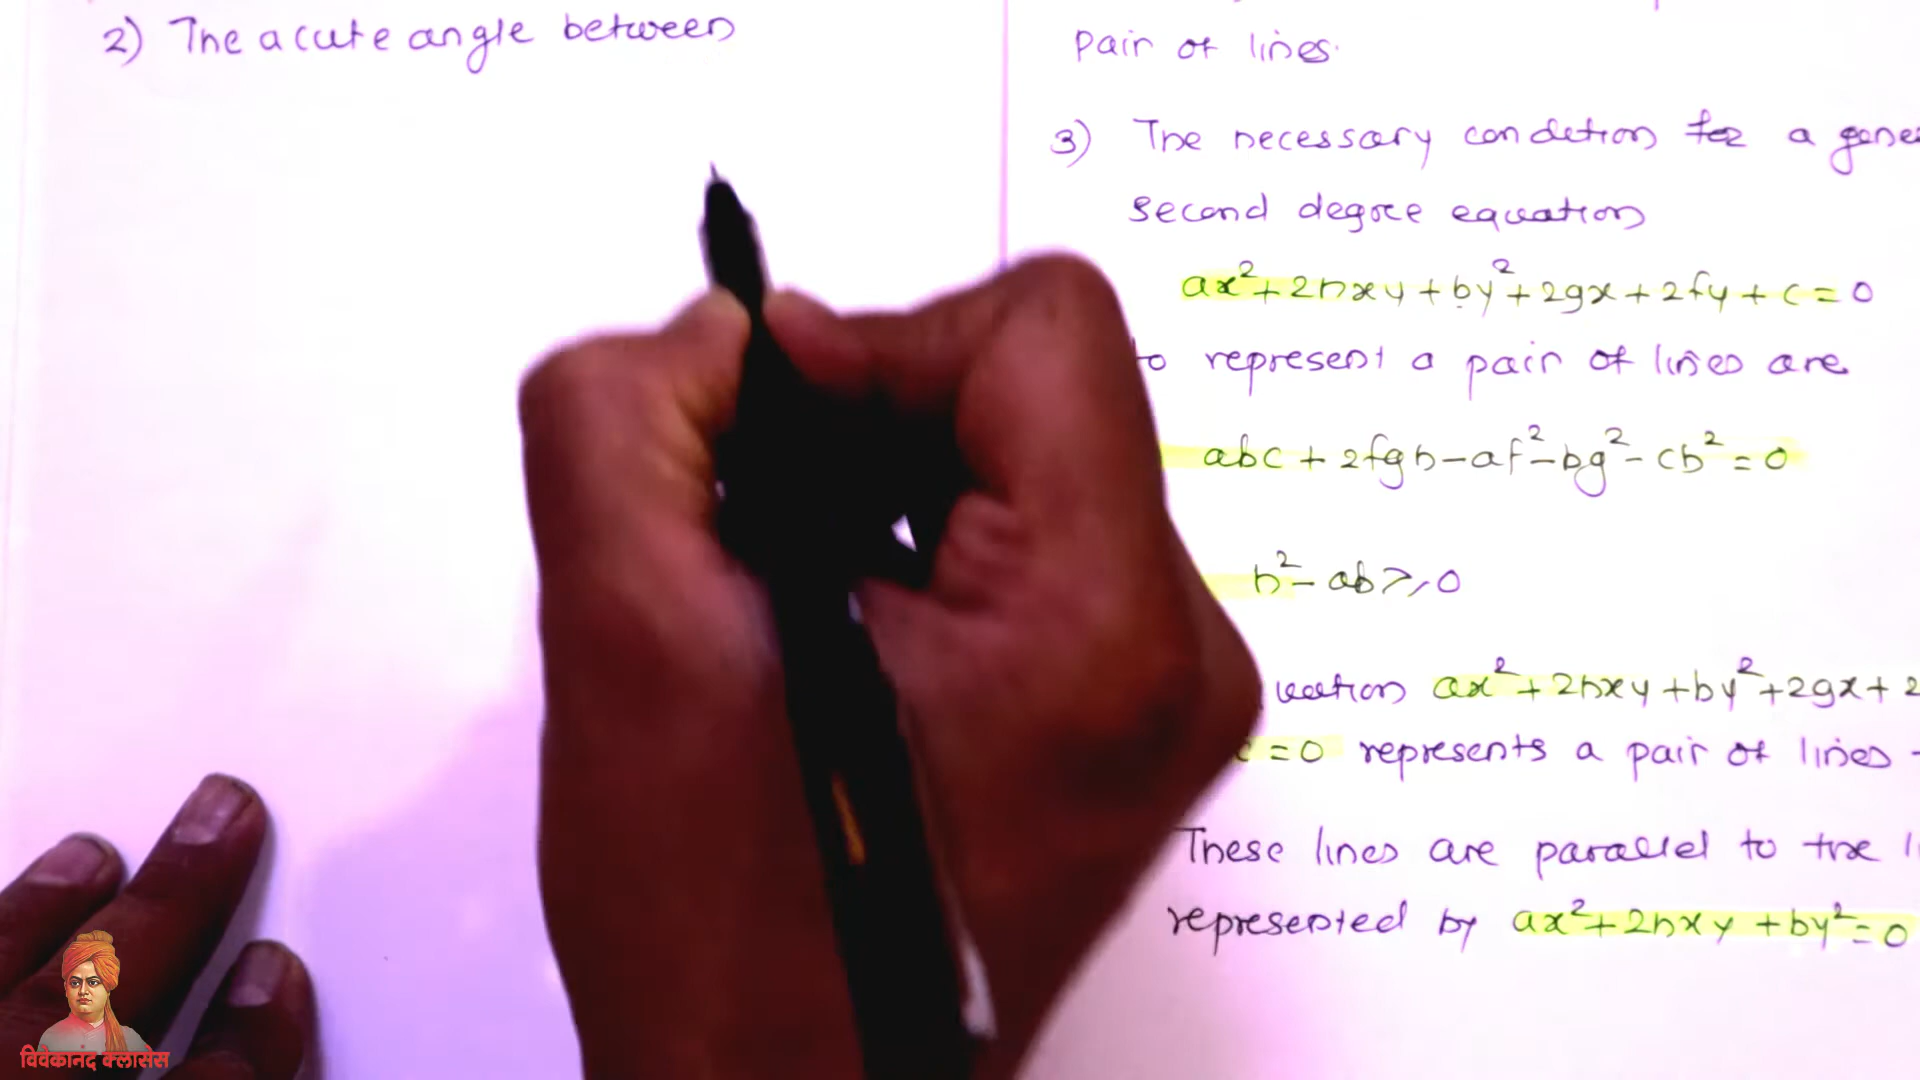 2) The acute angle between
pair of lines.
3) The necessary condition for a
second degree equation
ax²+2hxy+by²+2gx+2fy+c=0
to represent a pair of lines are
abc+2fgh-af²-bg²-ch²=0
h²-ab≥0
ax²+2hxy+by²+2gx+2
c=0 represents a pair of lines
These lines are parallel to the
represented by ax²+2hxy+by²=0
विवेकानंद क्लासेस